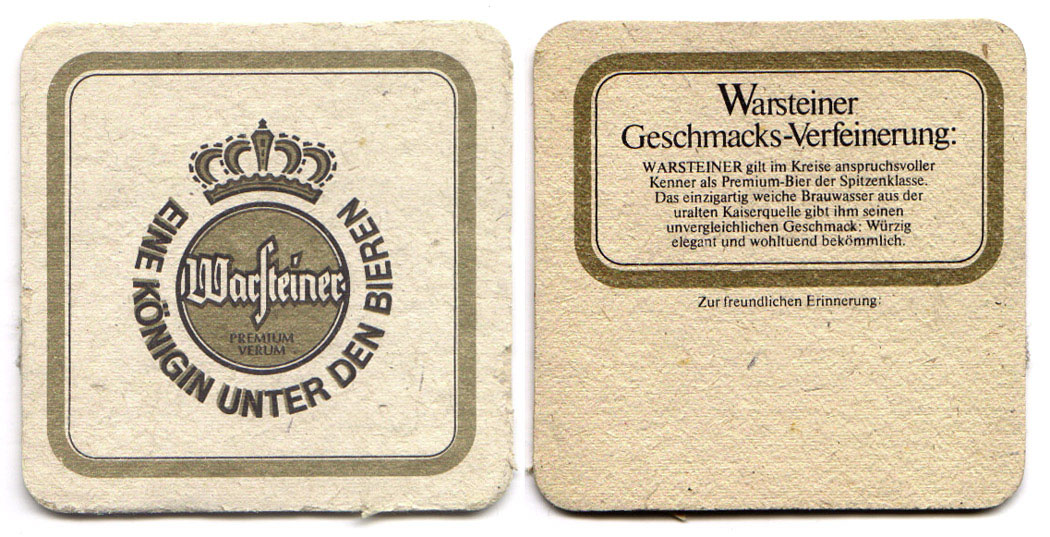 EINE KÖNIGIN UNTER DEN BIEREN
Warsteiner
PREMIUM
VERUM
Warsteiner
Geschmacks-Verfeinerung:
WARSTEINER gilt im Kreise anspruchsvoller
Kenner als Premium-Bier der Spitzenklasse.
Das einzigartig weiche Brauwasser aus der
uralten Kaiserquelle gibt ihm seinen
unvergleichlichen Geschmack: Würzig
elegant und wohltuend bekömmlich.
Zur freundlichen Erinnerung: